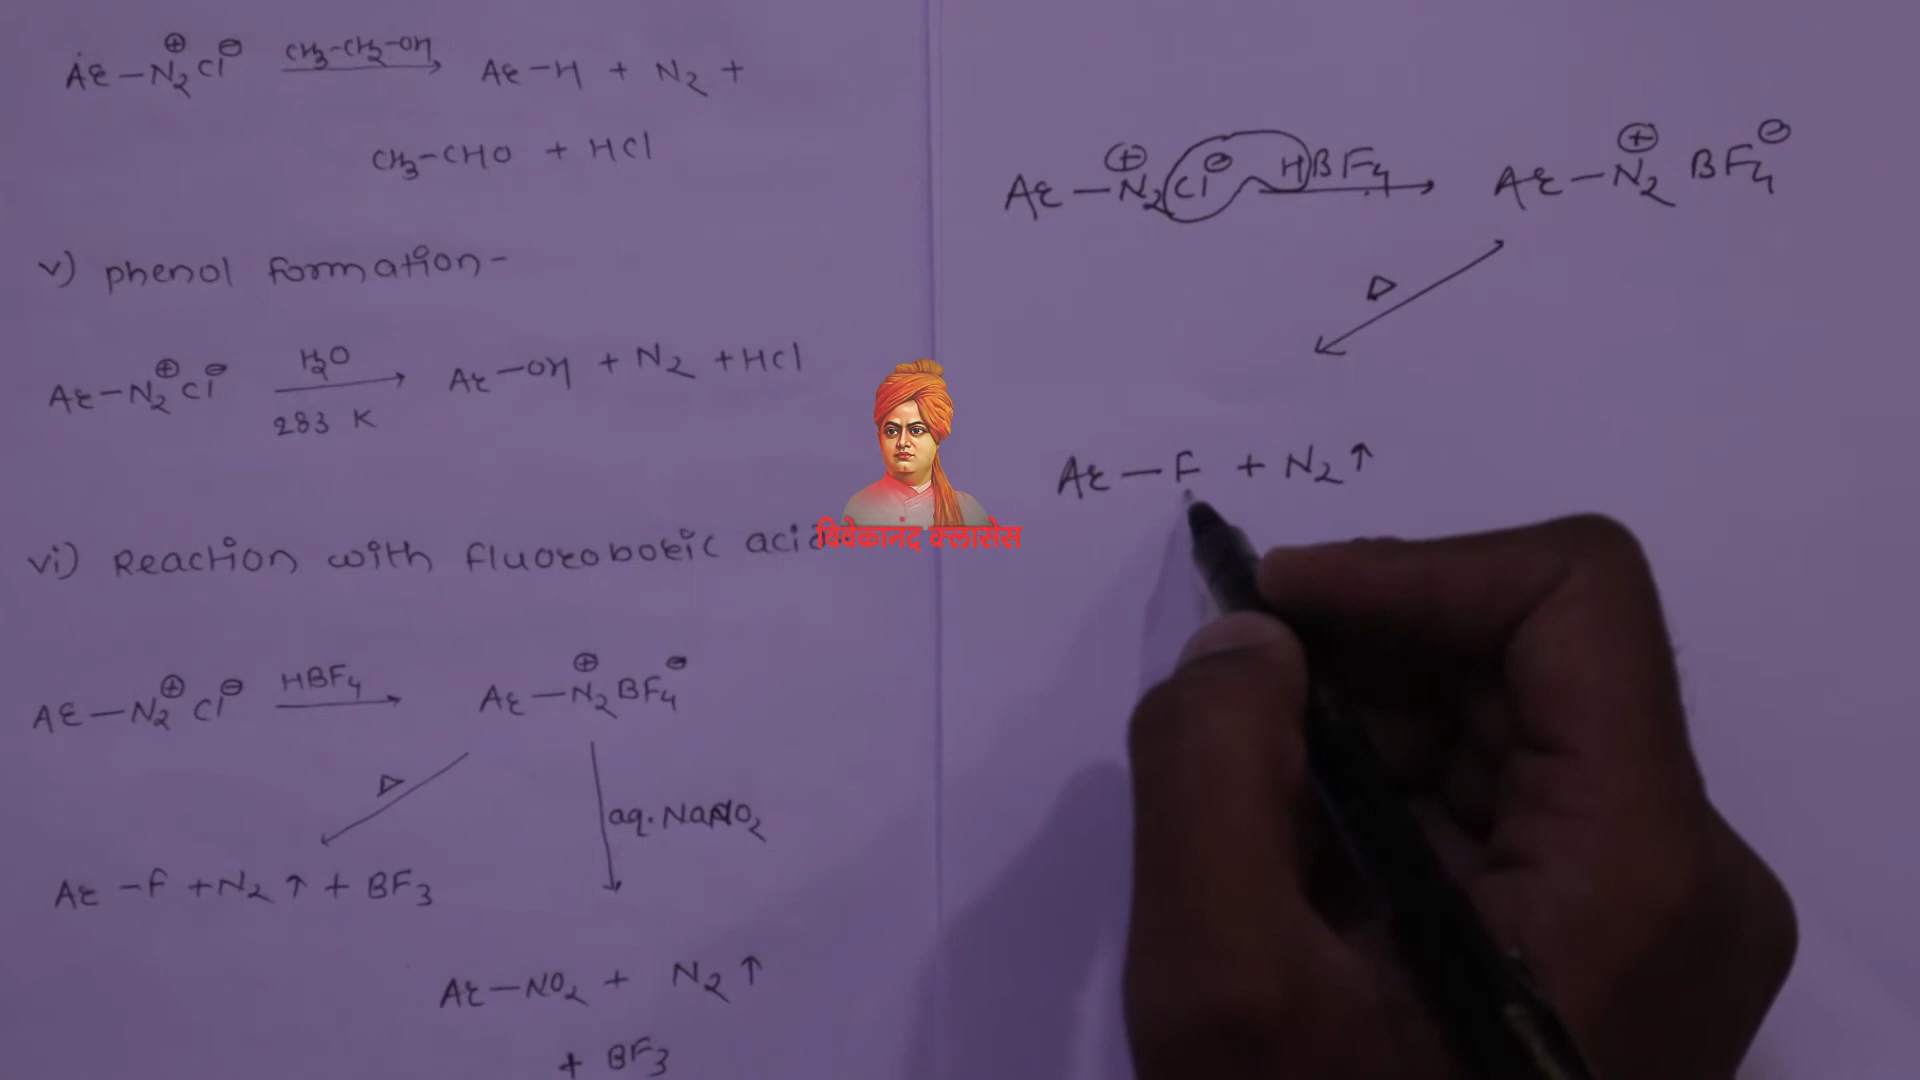 Ar-N₂⁺Cl⁻ CH₃-CH₂-OH → Ar-H + N₂ +
CH₃-CHO + HCl
v) phenol formation-
Ar-N₂⁺Cl⁻ H₂O → Ar-OH + N₂ + HCl
283 K
vi) Reaction with fluoroboric acid
Ar-N₂⁺Cl⁻ HBF₄ → Ar-N₂⁺BF₄⁻
Δ aq. NaNO₂
Ar-F + N₂ ↑ + BF₃
Ar-NO₂ + N₂ ↑
+ BF₃
विवेकानंद क्लासेस
Ar-N₂⁺Cl⁻ HBF₄ → Ar-N₂⁺ BF₄⁻
Δ
Ar-F + N₂ ↑